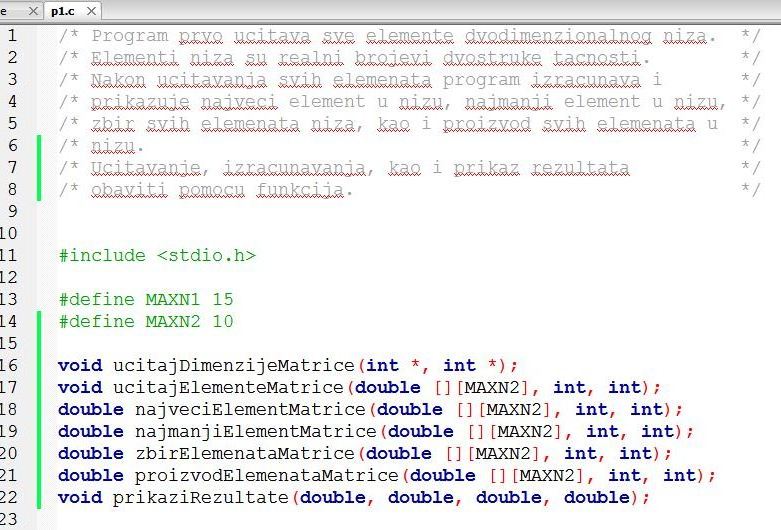 e p1.c
1 /* Program prvo ucitava sve elemente dvodimenzionalnog niza. */
2 /* Elementi niza su realni brojevi dvostruke tacnosti. */
3 /* Nakon ucitavanja svih elemenata program izracunava i */
4 /* prikazuje najveci element u nizu, najmanji element u nizu, */
5 /* zbir svih elemenata niza, kao i proizvod svih elemenata u */
6 /* nizu. */
7 /* Ucitavanje, izracunavanja, kao i prikaz rezultata */
8 /* obaviti pomocu funkcija. */
9
10
11 #include <stdio.h>
12
13 #define MAXN1 15
14 #define MAXN2 10
15
16 void ucitajDimenzijeMatrice(int *, int *);
17 void ucitajElementeMatrice(double [][MAXN2], int, int);
18 double najveciElementMatrice(double [][MAXN2], int, int);
19 double najmanjiElementMatrice(double [][MAXN2], int, int);
20 double zbirElemenataMatrice(double [][MAXN2], int, int);
21 double proizvodElemenataMatrice(double [][MAXN2], int, int);
22 void prikaziRezultate(double, double, double, double);
23